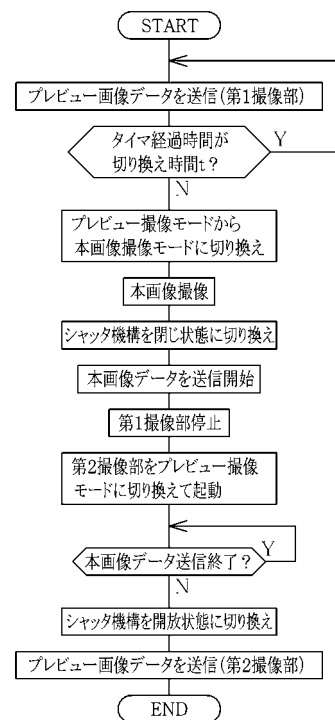 START
プレビュー画像データを送信(第1撮像部)
タイマ経過時間が
切り換え時間t?
Y
N
プレビュー撮像モードから
本画像撮像モードに切り換え
本画像撮像
シャッタ機構を閉じ状態に切り換え
本画像データを送信開始
第1撮像部停止
第2撮像部をプレビュー撮像
モードに切り換えて起動
本画像データ送信終了?
Y
N
シャッタ機構を開放状態に切り換え
プレビュー画像データを送信(第2撮像部)
END